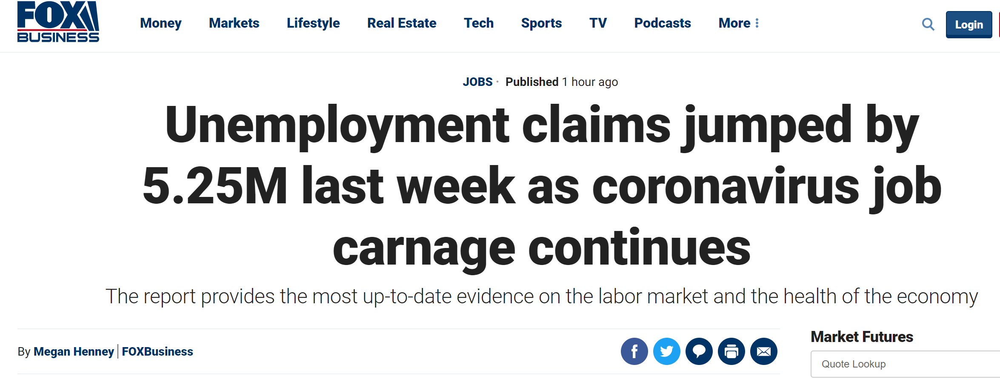 FOX
BUSINESS
Money Markets Lifestyle Real Estate Tech Sports TV Podcasts More
Login
JOBS · Published 1 hour ago
Unemployment claims jumped by
5.25M last week as coronavirus job
carnage continues
The report provides the most up-to-date evidence on the labor market and the health of the economy
By Megan Henney | FOXBusiness
Market Futures
Quote Lookup